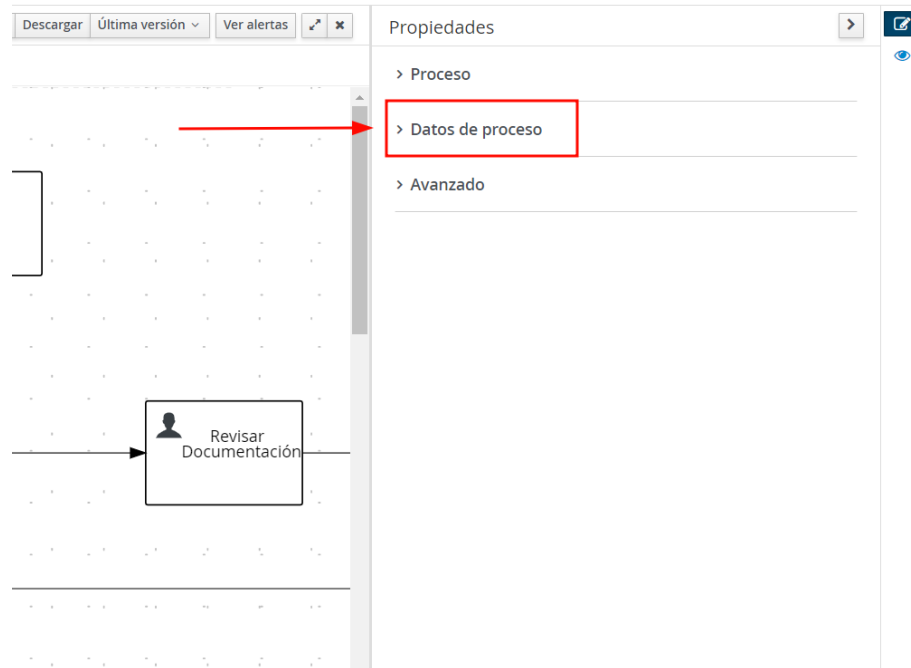 Descargar Última versión Ver alertas
Propiedades
Proceso
Datos de proceso
Avanzado
Revisar
Documentación